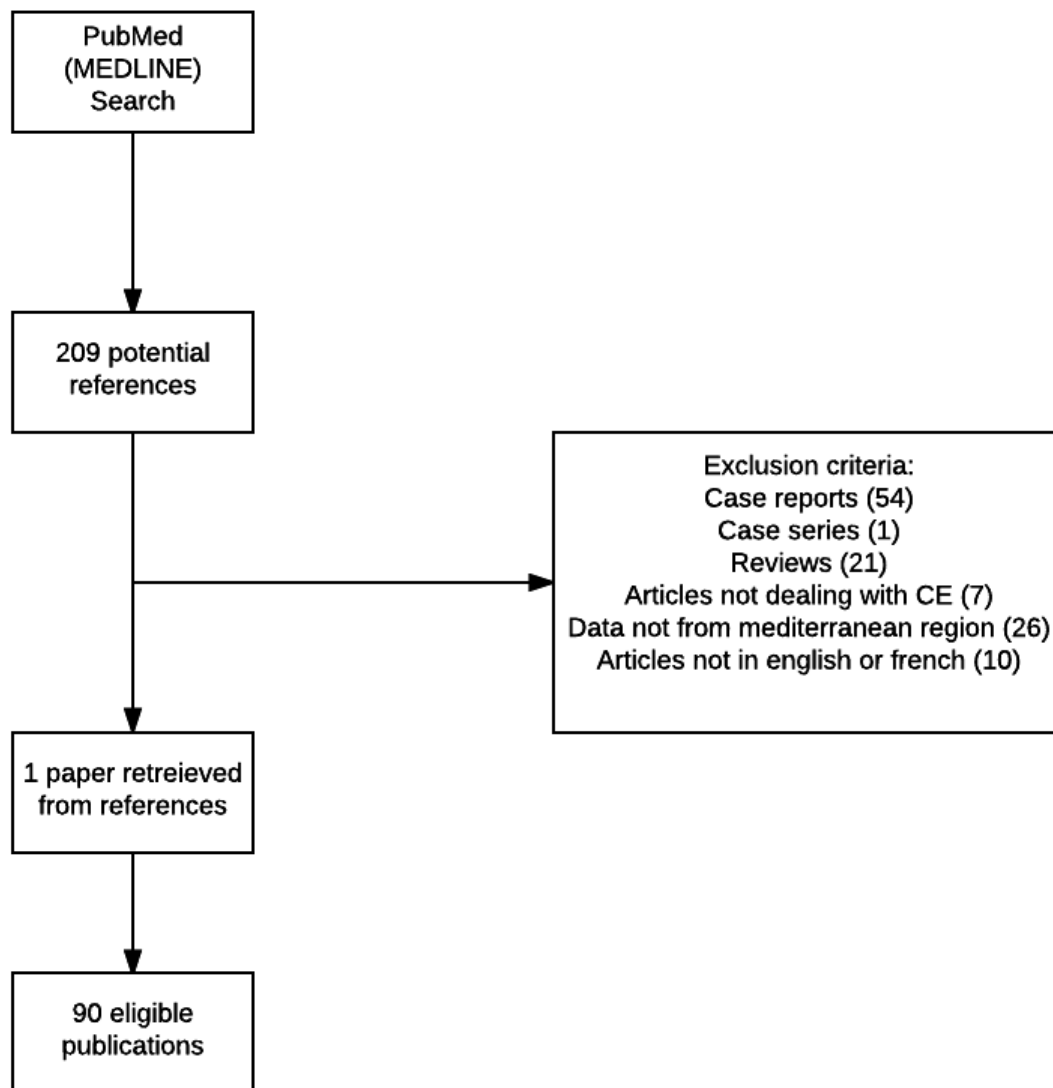 PubMed
(MEDLINE)
Search
209 potential
references
Exclusion criteria:
Case reports (54)
Case series (1)
Reviews (21)
Articles not dealing with CE (7)
Data not from mediterranean region (26)
Articles not in english or french (10)
1 paper retreieved
from references
90 eligible
publications